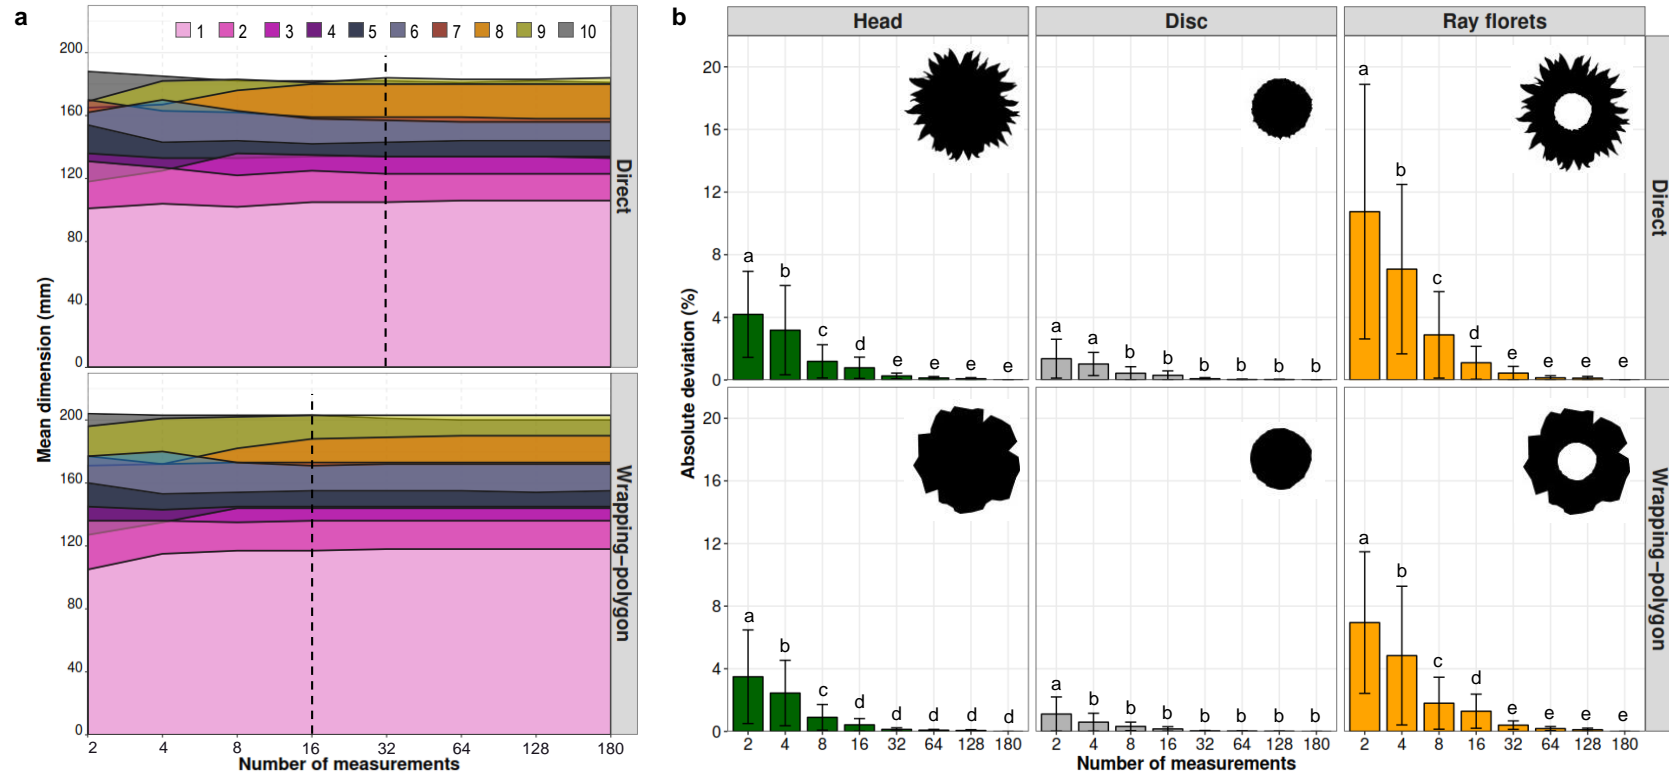 a
1 2 3 4 5 6 7 8 9 10
200
160
120
80
40
0
Direct
200
160
120
80
40
0
Wrapping-polygon
Mean dimension (mm)
2 4 8 16 32 64 128 180
Number of measurements
b
Head Disc Ray florets
20
16
12
8
4
0
a b c d e e e e
a a b b b b b b
a b c d e e e e
Direct
20
16
12
8
4
0
a b c d d d d d
a b b b b b b b
a b c d e e e e
Wrapping-polygon
Absolute deviation (%)
2 4 8 16 32 64 128 180 2 4 8 16 32 64 128 180 2 4 8 16 32 64 128 180
Number of measurements